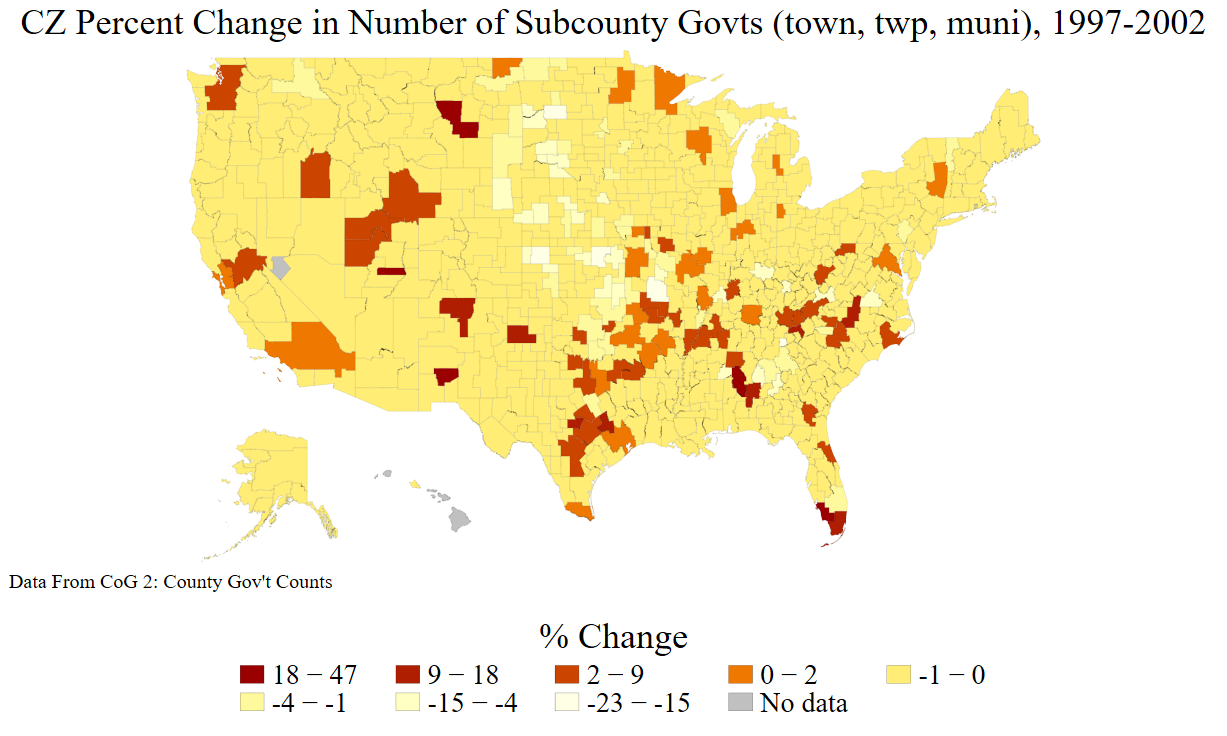 CZ Percent Change in Number of Subcounty Govts (town, twp, muni), 1997-2002
Data From CoG 2: County Gov't Counts
% Change
18 − 47 9 − 18 2 − 9 0 − 2 -1 − 0
-4 − -1 -15 − -4 -23 − -15 No data